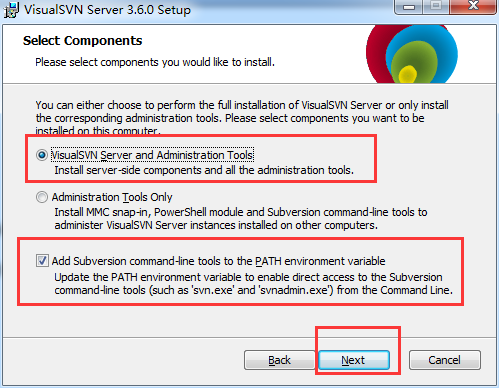 VisualSVN Server 3.6.0 Setup
Select Components
Please select components you would like to install.
You can either choose to perform the full installation of VisualSVN Server or only install
the corresponding administration tools. Please select components you want to be
installed on this computer.
VisualSVN Server and Administration Tools
Install server-side components and all the administration tools.
Administration Tools Only
Install MMC snap-in, PowerShell module and Subversion command-line tools to
administer VisualSVN Server instances installed on other computers.
Add Subversion command-line tools to the PATH environment variable
Update the PATH environment variable to enable direct access to the Subversion
command-line tools (such as 'svn.exe' and 'svnadmin.exe') from the Command Line.
Back
Next
Cancel